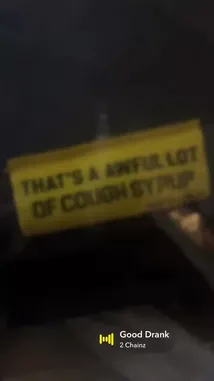 THAT'S A AWFUL LOT
OF COUGH SYRUP
Good Drank
2 Chainz